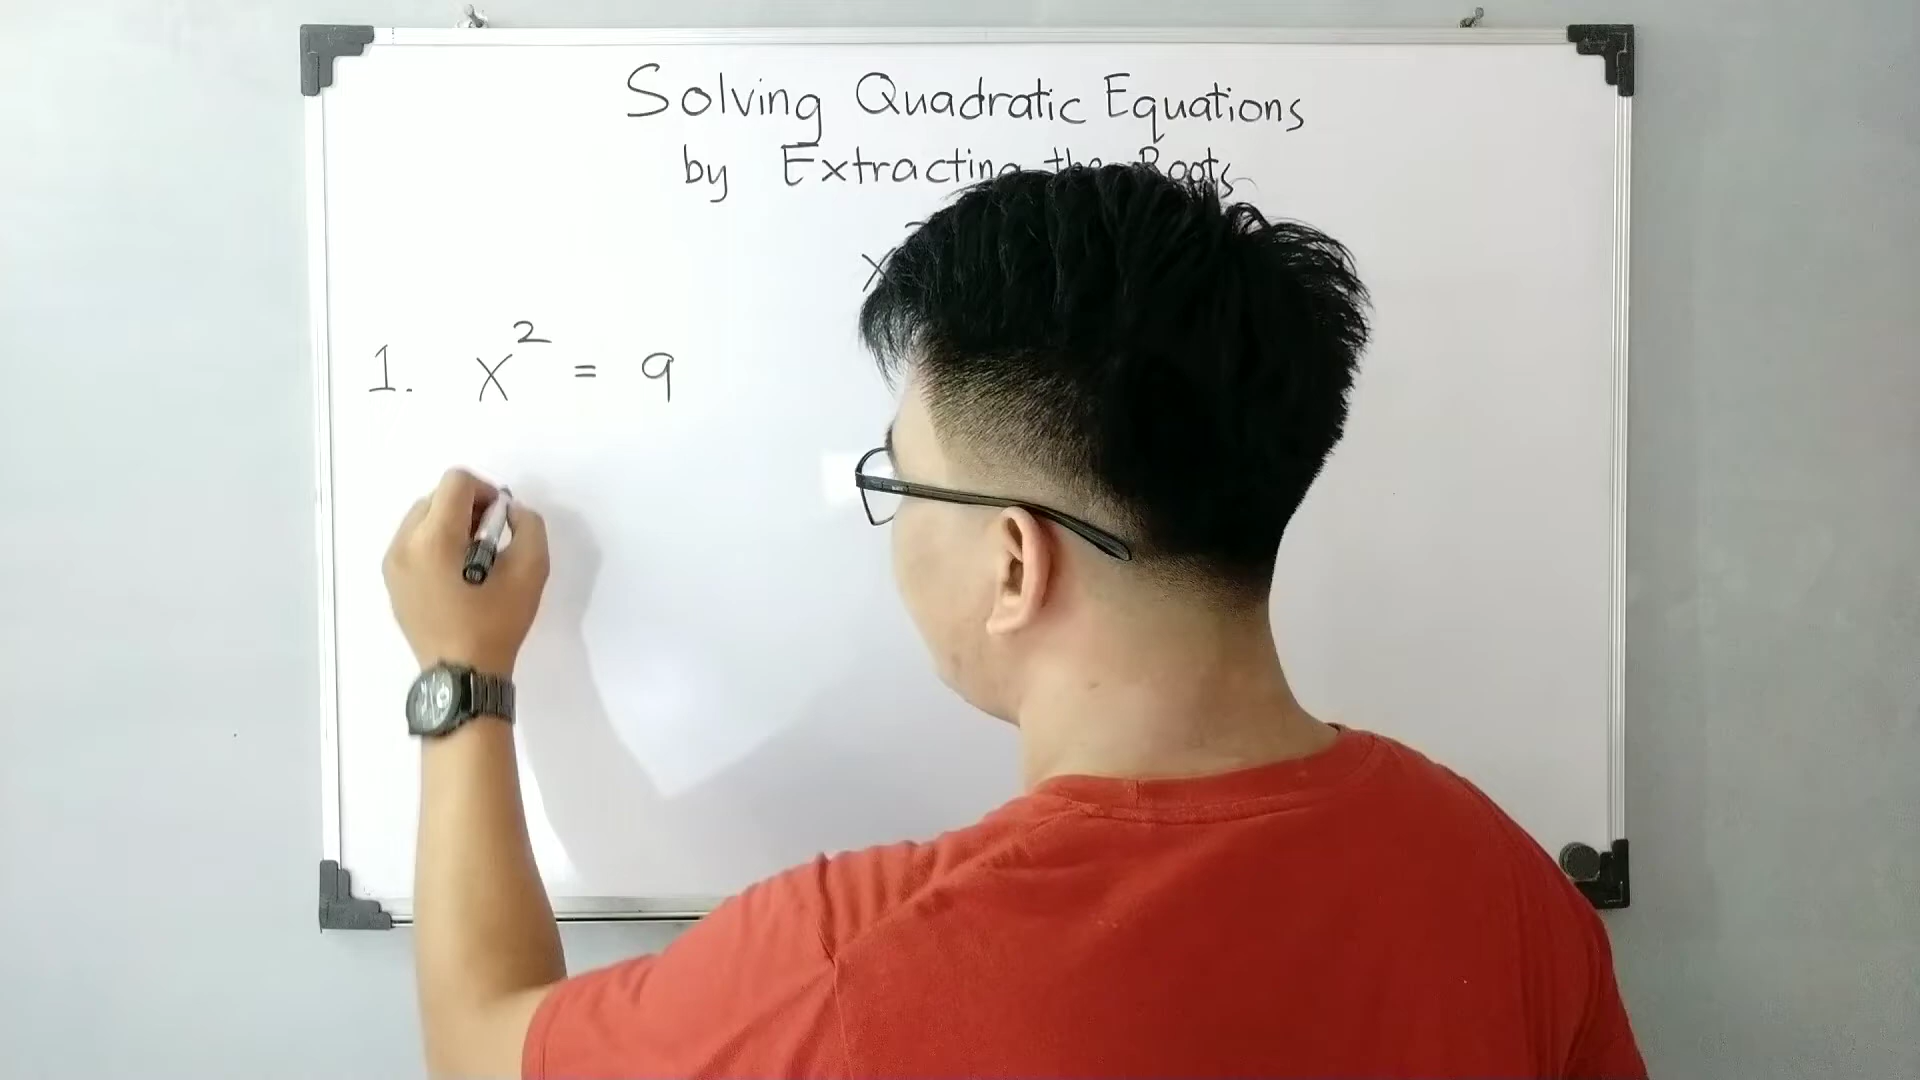 Solving Quadratic Equations
by Extracting the Roots
x
1. x² = 9